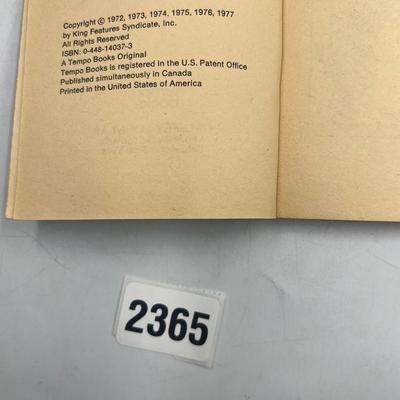 Copyright © 1972, 1973, 1974, 1975, 1976, 1977
by King Features Syndicate, Inc.
All Rights Reserved
ISBN: 0-448-14037-3
A Tempo Books Original
Tempo Books is registered in the U.S. Patent Office
Published simultaneously in Canada
Printed in the United States of America
2365